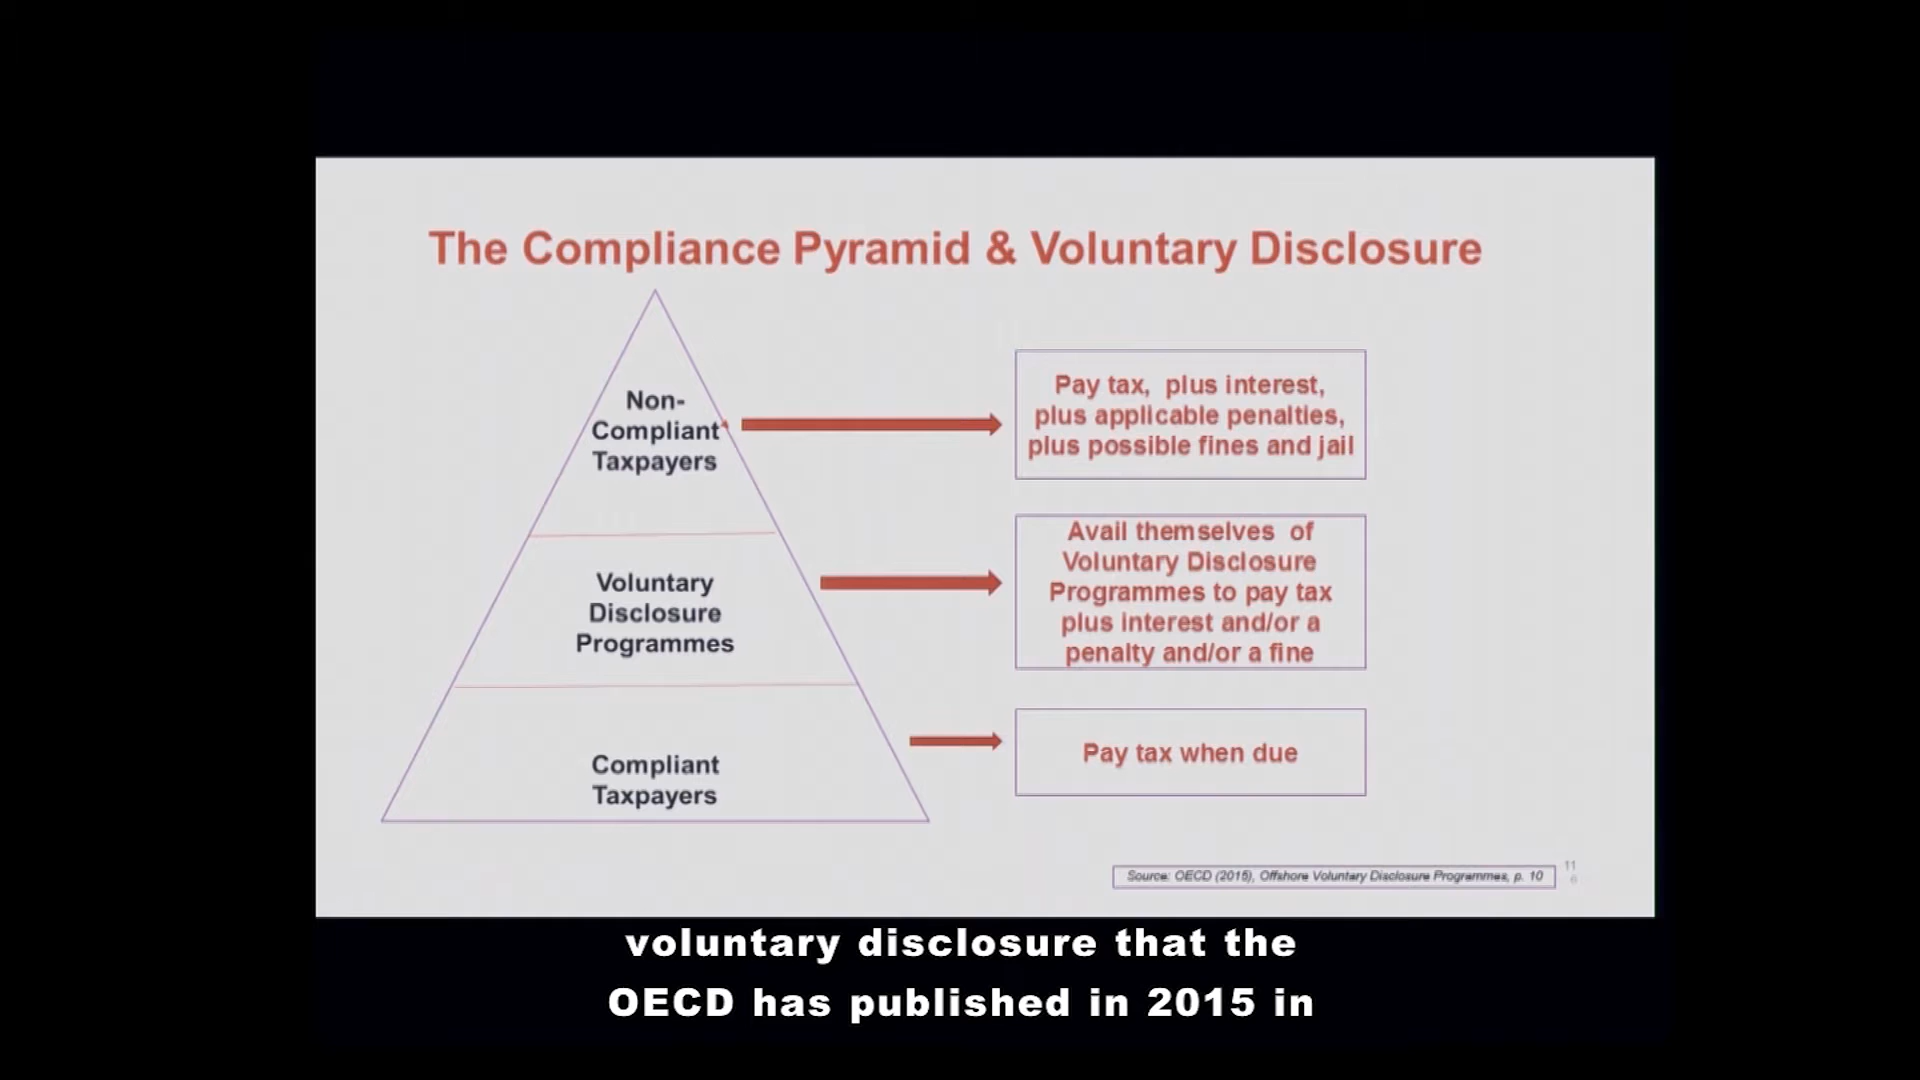 The Compliance Pyramid & Voluntary Disclosure
Non-
Compliant
Taxpayers
Pay tax, plus interest,
plus applicable penalties,
plus possible fines and jail
Voluntary
Disclosure
Programmes
Avail themselves of
Voluntary Disclosure
Programmes to pay tax
plus interest and/or a
penalty and/or a fine
Compliant
Taxpayers
Pay tax when due
Source: OECD (2015), Offshore Voluntary Disclosure Programmes, p. 10
11
6
voluntary disclosure that the
OECD has published in 2015 in